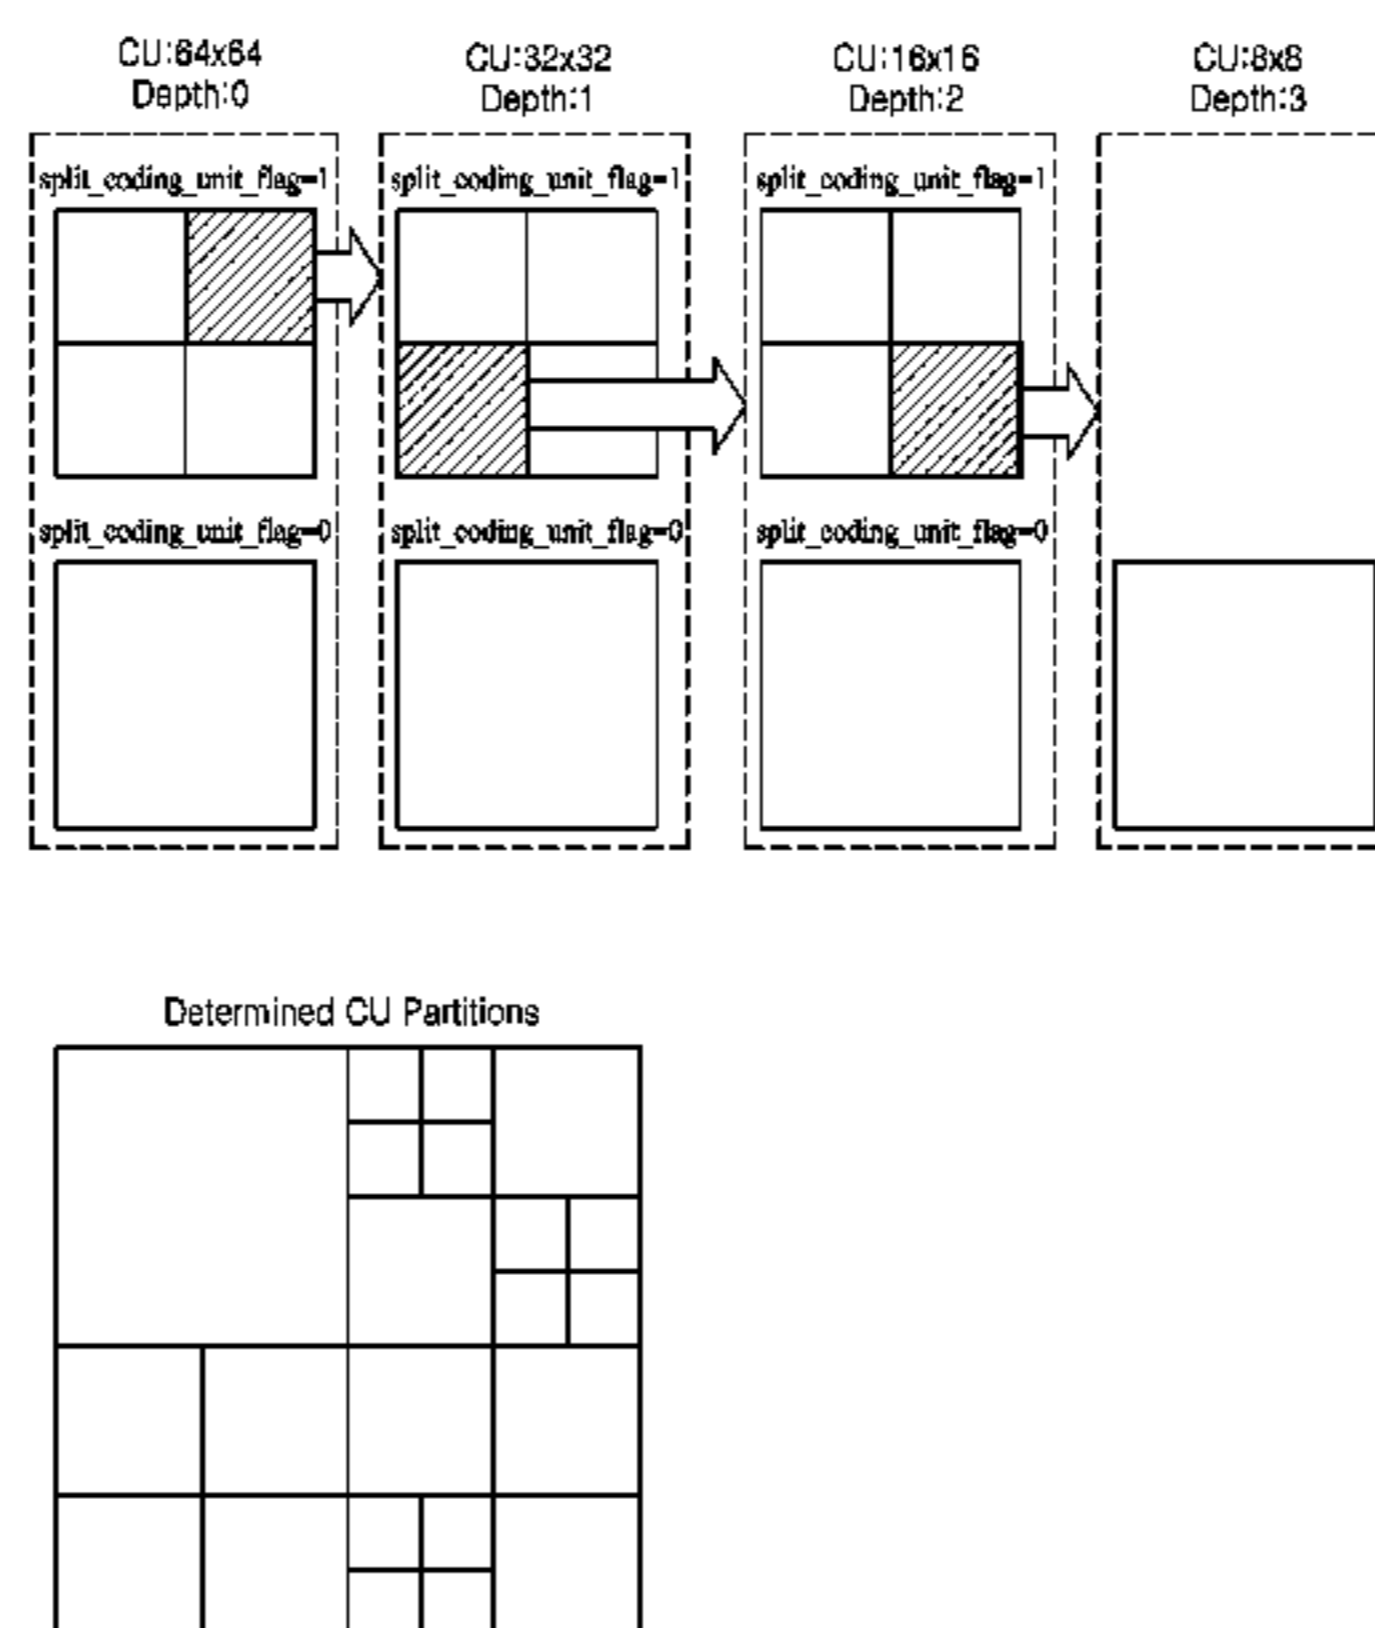 CU:64x64
Depth:0
CU:32x32
Depth:1
CU:16x16
Depth:2
CU:8x8
Depth:3
split_coding_unit_flag=1
split_coding_unit_flag=1
split_coding_unit_flag=1
split_coding_unit_flag=0
split_coding_unit_flag=0
split_coding_unit_flag=0
Determined CU Partitions